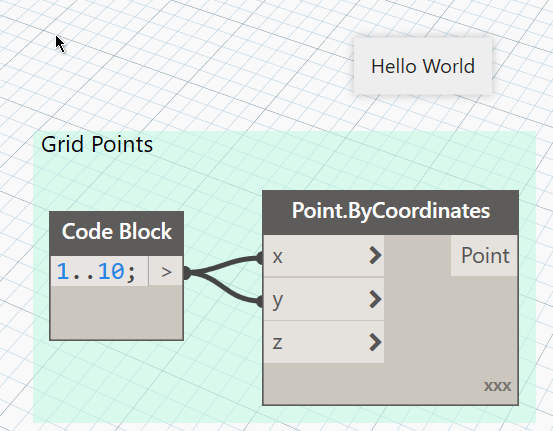 Hello World
Grid Points
Code Block
1..10; >
Point.ByCoordinates
x
Point
y
z
xxx